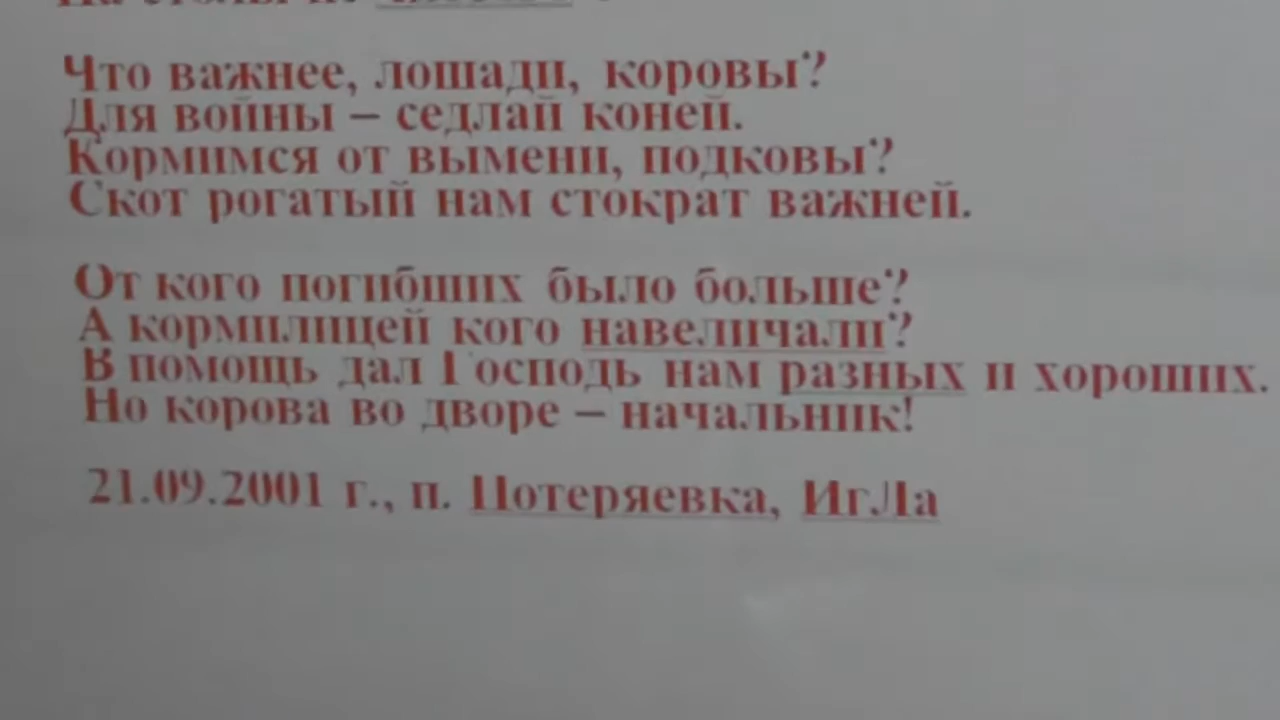 Что важнее, лошади, коровы?
Для войны – седлай коней.
Кормимся от вымени, подковы?
Скот рогатый нам стократ важней.
От кого погибших было больше?
А кормилицей кого навеличали?
В помощь дал Господь нам разных и хороших.
Но корова во дворе – начальник!
21.09.2001 г., п. Потеряевка, ИгЛа